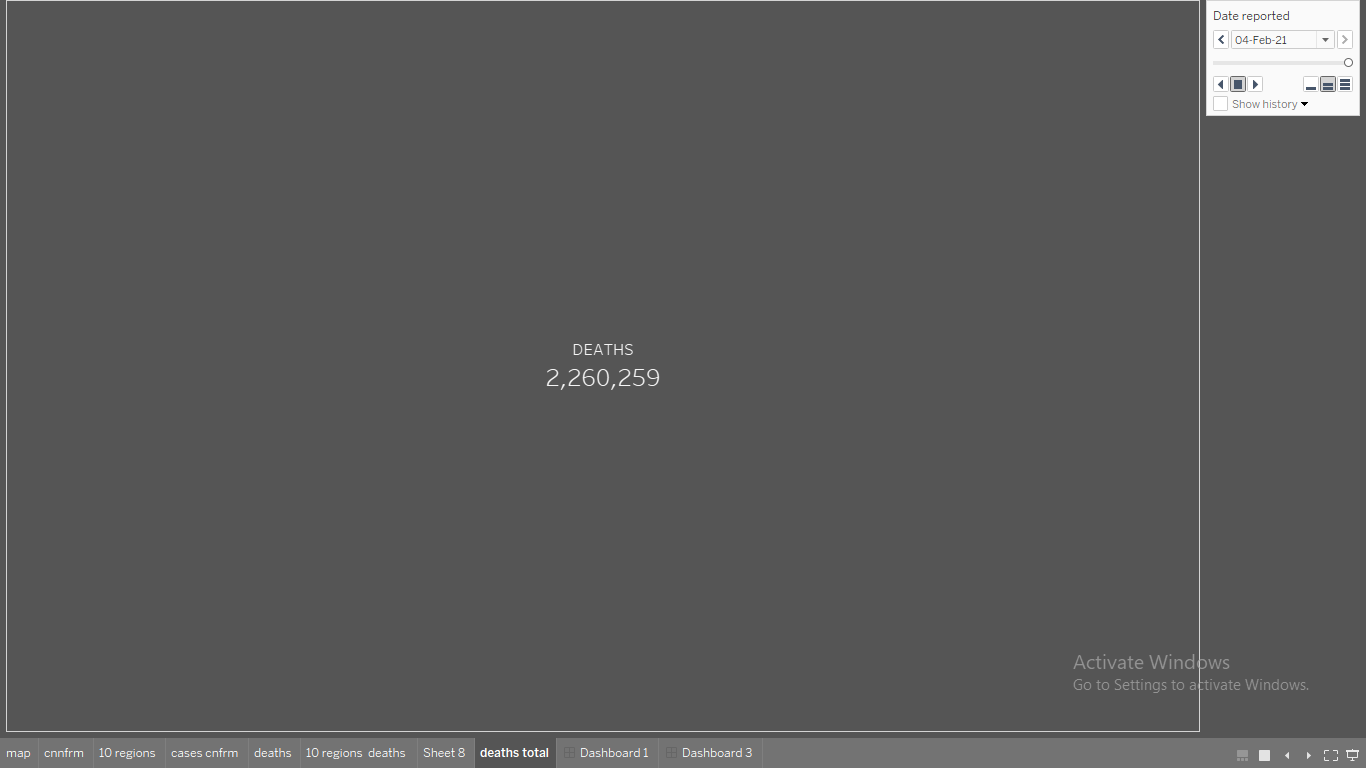 Date reported
04-Feb-21
Show history
DEATHS
2,260,259
Activate Windows
Go to Settings to activate Windows.
map cnnfrm 10 regions cases cnfrm deaths 10 regions deaths Sheet 8 deaths total Dashboard 1 Dashboard 3